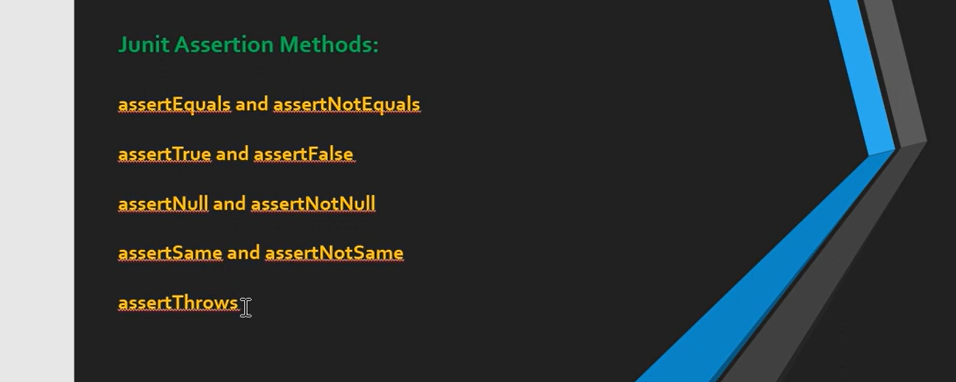 Junit Assertion Methods:
assertEquals and assertNotEquals
assertTrue and assertFalse
assertNull and assertNotNull
assertSame and assertNotSame
assertThrows